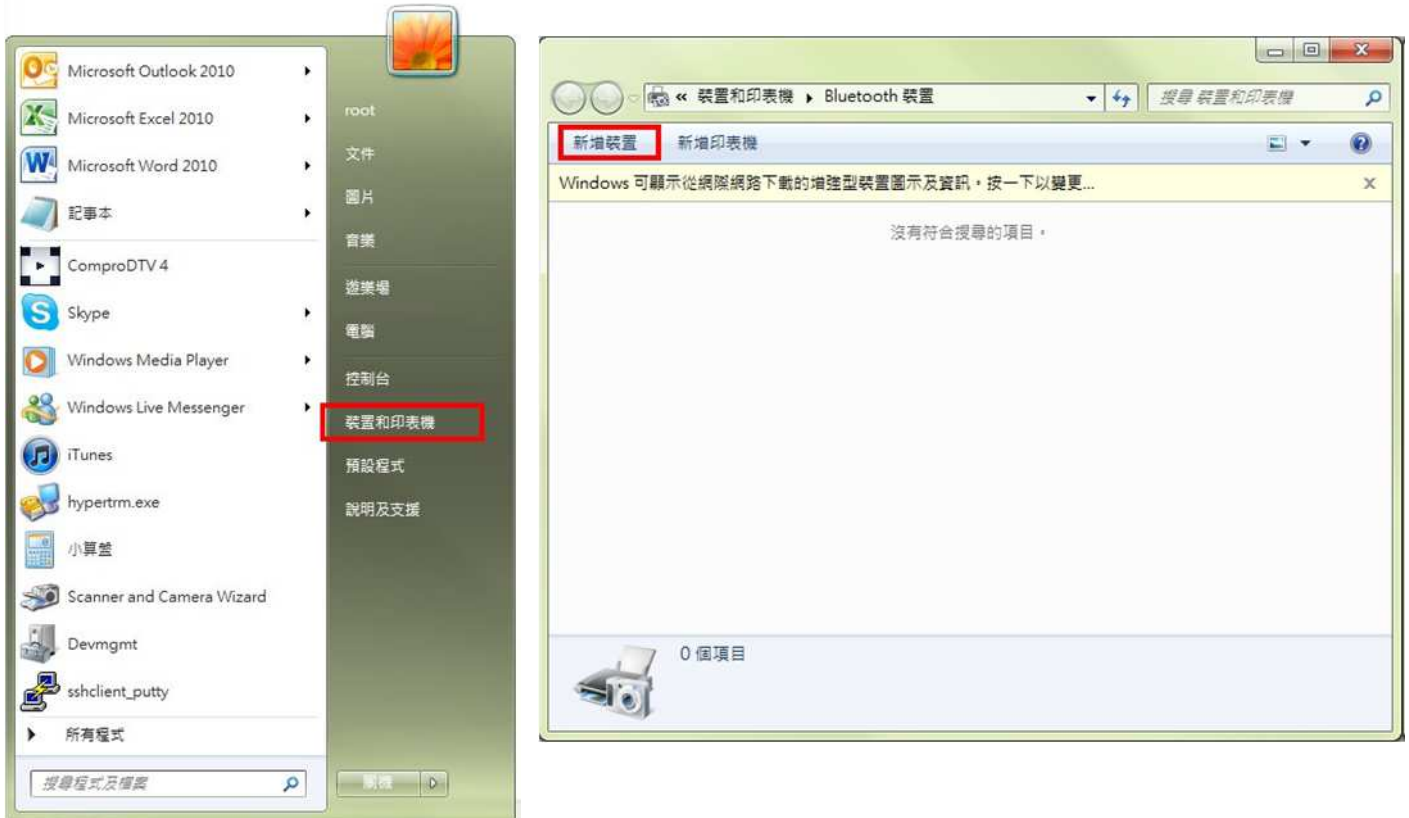 Microsoft Outlook 2010
Microsoft Excel 2010
Microsoft Word 2010
記事本
ComproDTV 4
Skype
Windows Media Player
Windows Live Messenger
iTunes
hypertrm.exe
小算盤
Scanner and Camera Wizard
Devmgmt
sshclient_putty
所有程式
搜尋程式及檔案
root
文件
圖片
音樂
遊樂場
電腦
控制台
裝置和印表機
預設程式
說明及支援
關機
« 裝置和印表機 ▸ Bluetooth 裝置
搜尋 裝置和印表機
新增裝置 新增印表機
Windows 可顯示從網際網路下載的增強型裝置圖示及資訊。按一下以變更...
沒有符合搜尋的項目。
0 個項目